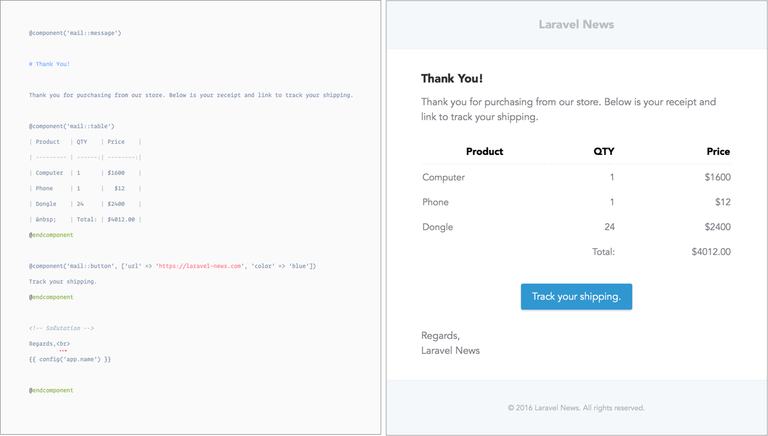 @component('mail::message')
# Thank You!
Thank you for purchasing from our store. Below is your receipt and link to track your shipping.
@component('mail::table')
| Product | QTY | Price |
| --------- | ------:| --------:|
| Computer | 1 | $1600 |
| Phone | 1 | $12 |
| Dongle | 24 | $2400 |
| &nbsp; | Total: | $4012.00 |
@endcomponent
@component('mail::button', ['url' => 'https://laravel-news.com', 'color' => 'blue'])
Track your shipping.
@endcomponent
<!-- Salutation -->
Regards,<br>
{{ config('app.name') }}
@endcomponent
Laravel News
Thank You!
Thank you for purchasing from our store. Below is your receipt and
link to track your shipping.
Product QTY Price
Computer 1 $1600
Phone 1 $12
Dongle 24 $2400
Total: $4012.00
Track your shipping.
Regards,
Laravel News
© 2016 Laravel News. All rights reserved.